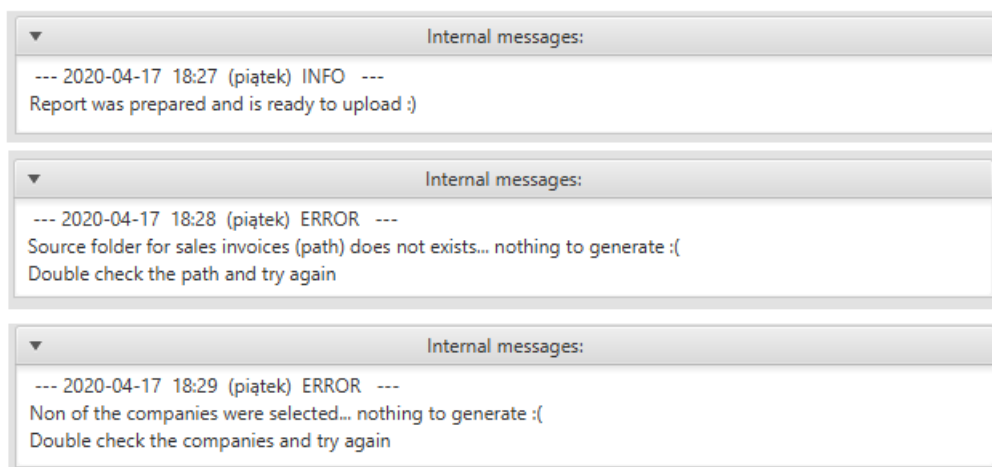 Internal messages:
--- 2020-04-17 18:27 (piątek) INFO ---
Report was prepared and is ready to upload :)
Internal messages:
--- 2020-04-17 18:28 (piątek) ERROR ---
Source folder for sales invoices (path) does not exists... nothing to generate :(
Double check the path and try again
Internal messages:
--- 2020-04-17 18:29 (piątek) ERROR ---
Non of the companies were selected... nothing to generate :(
Double check the companies and try again